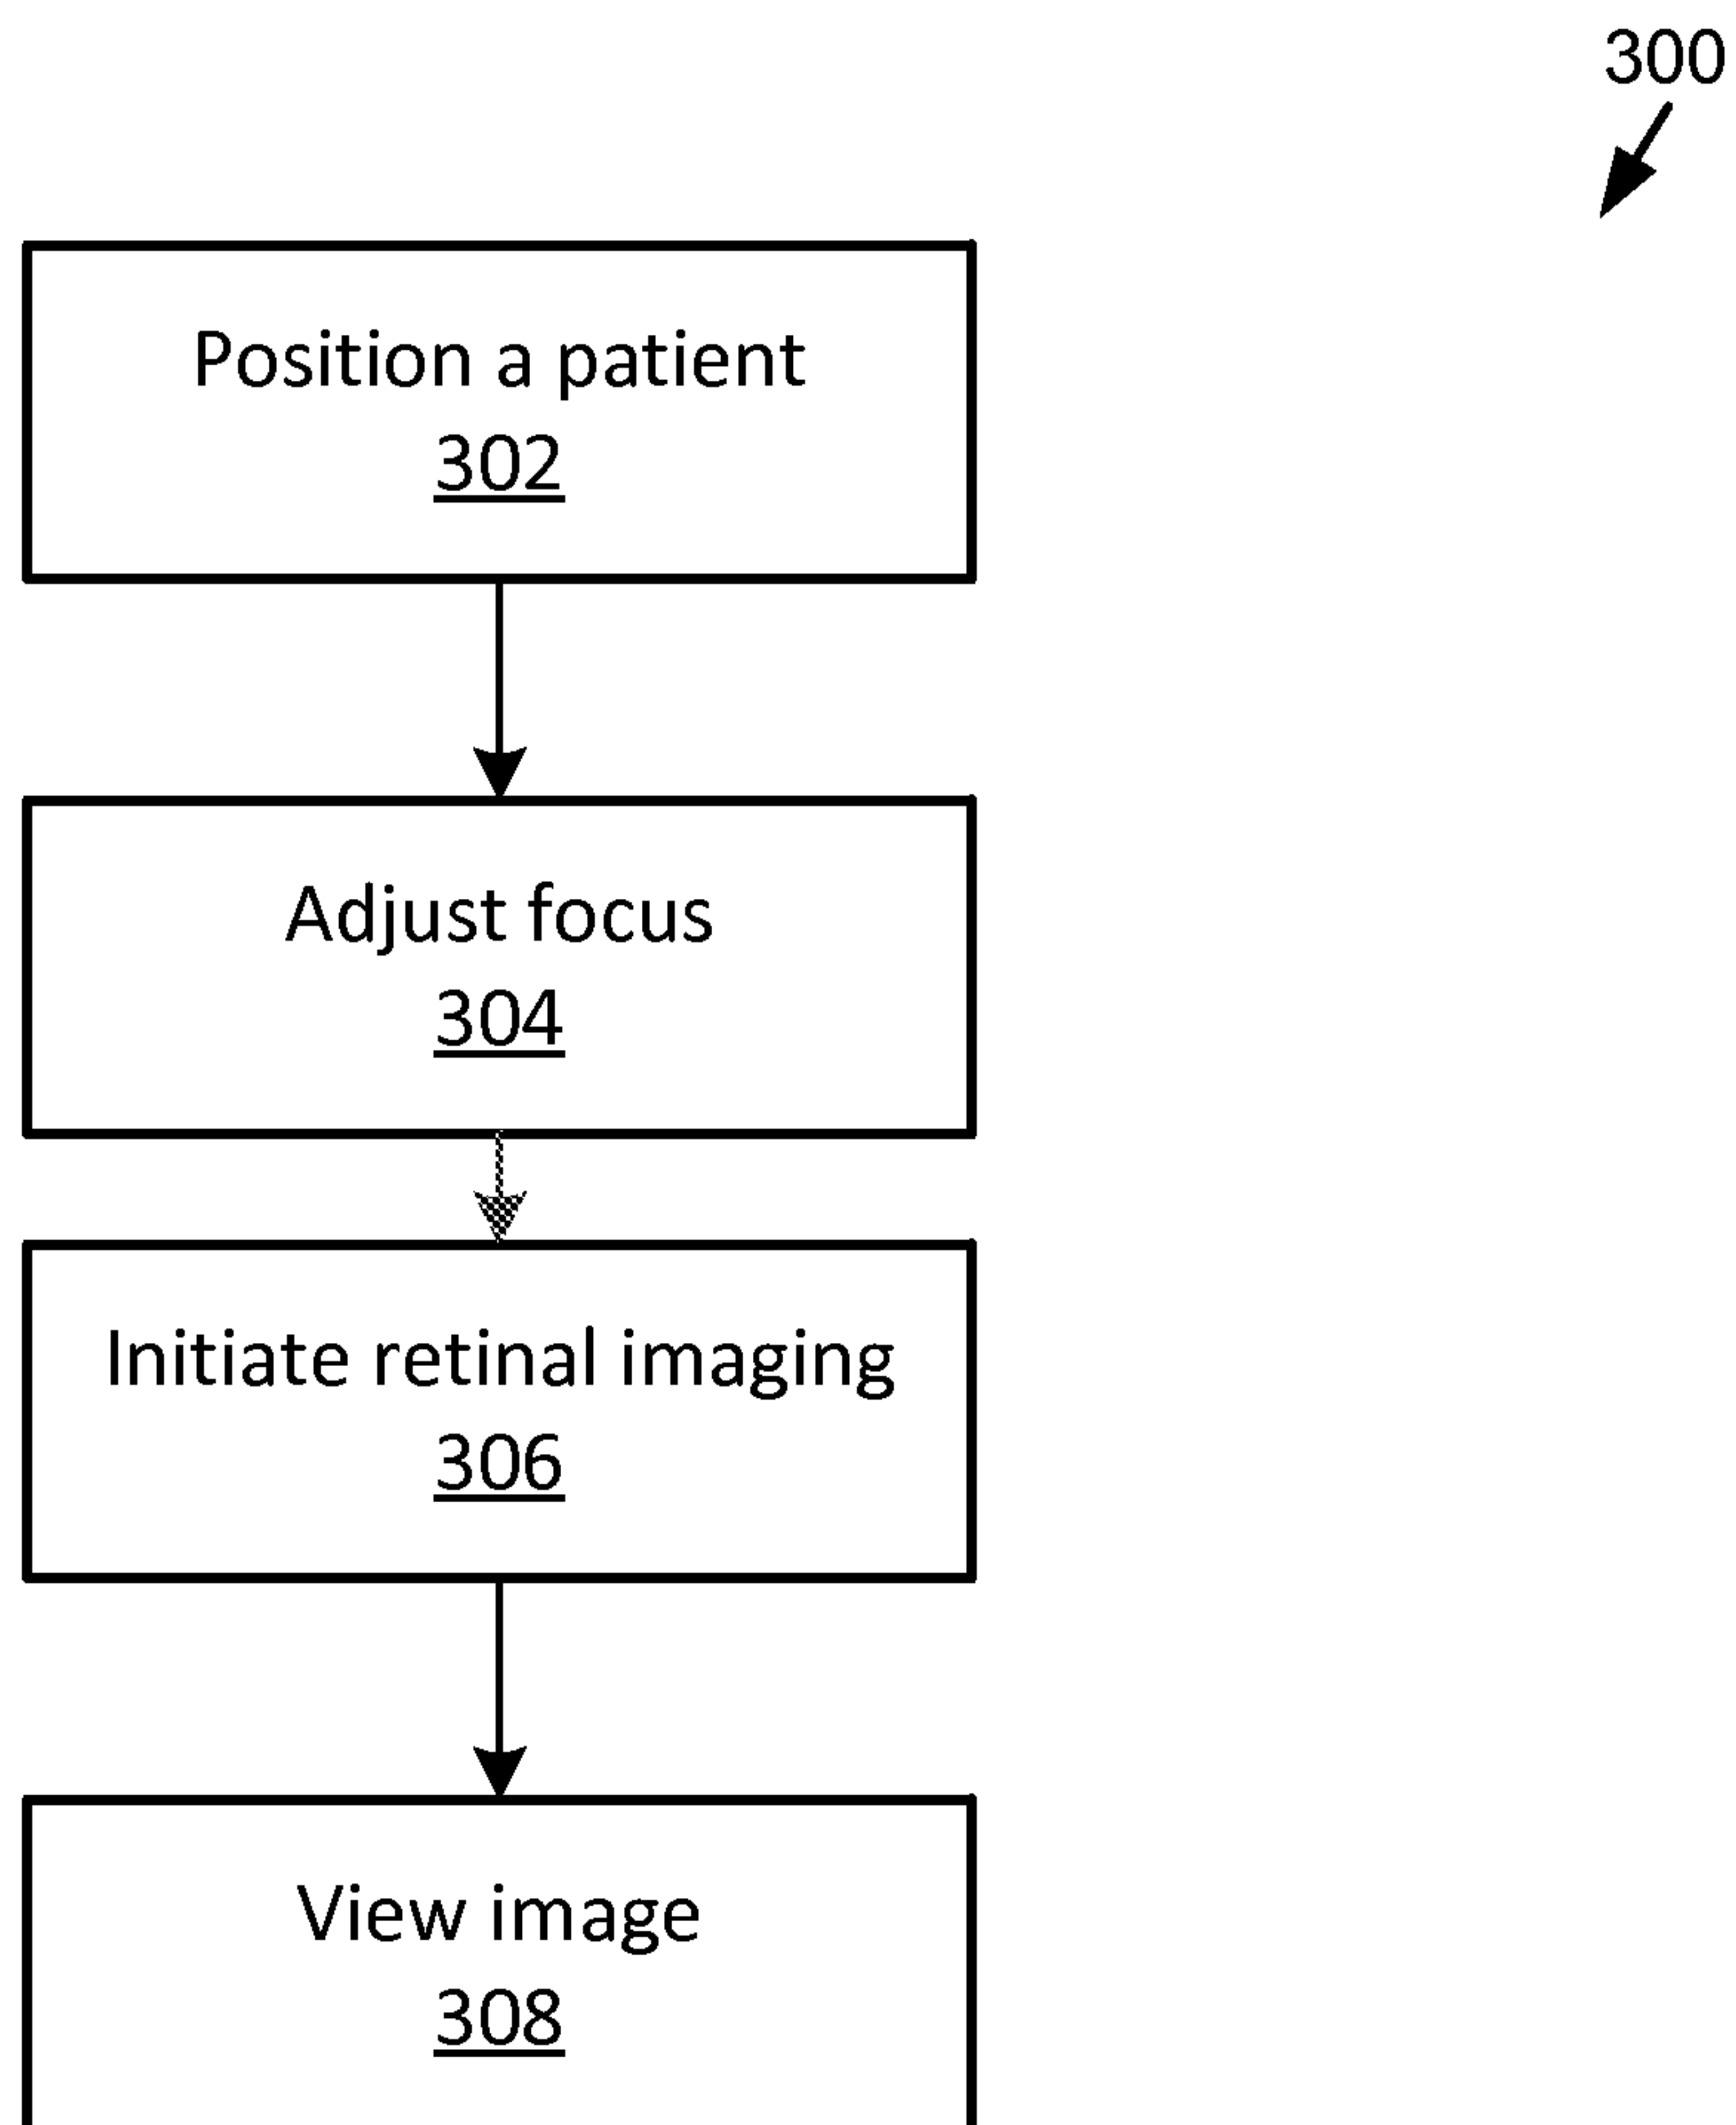 300
Position a patient
302
Adjust focus
304
Initiate retinal imaging
306
View image
308